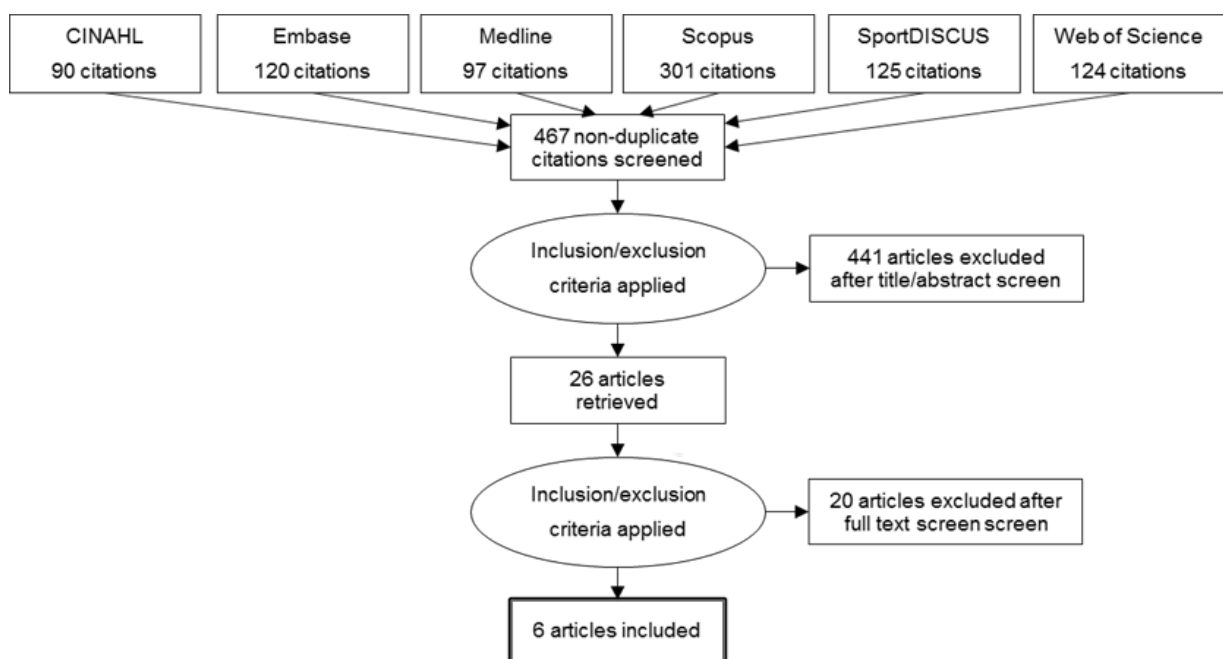 CINAHL
90 citations
Embase
120 citations
Medline
97 citations
Scopus
301 citations
SportDISCUS
125 citations
Web of Science
124 citations
467 non-duplicate
citations screened
Inclusion/exclusion
criteria applied
441 articles excluded
after title/abstract screen
26 articles
retrieved
Inclusion/exclusion
criteria applied
20 articles excluded after
full text screen screen
6 articles included